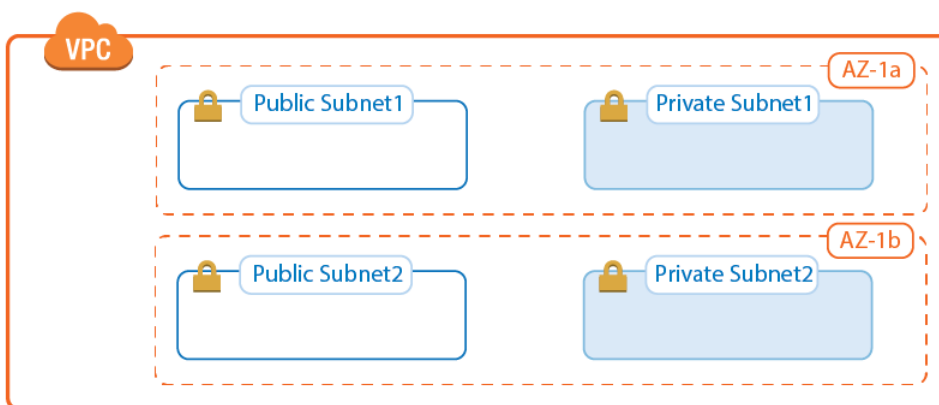 VPC
AZ-1a
Public Subnet1
Private Subnet1
AZ-1b
Public Subnet2
Private Subnet2